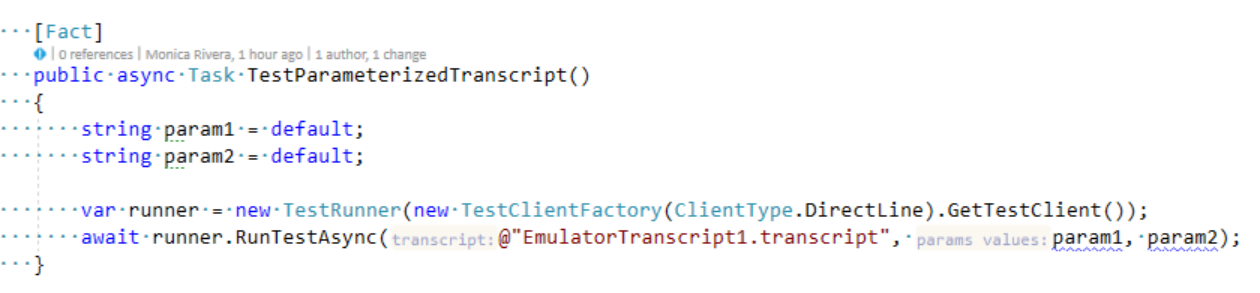 [Fact]
| 0 references | Monica Rivera, 1 hour ago | 1 author, 1 change
public async Task TestParameterizedTranscript()
{
string param1 = default;
string param2 = default;
var runner = new TestRunner(new TestClientFactory(ClientType.DirectLine).GetTestClient());
await runner.RunTestAsync(transcript: @"EmulatorTranscript1.transcript", params values: param1, param2);
}